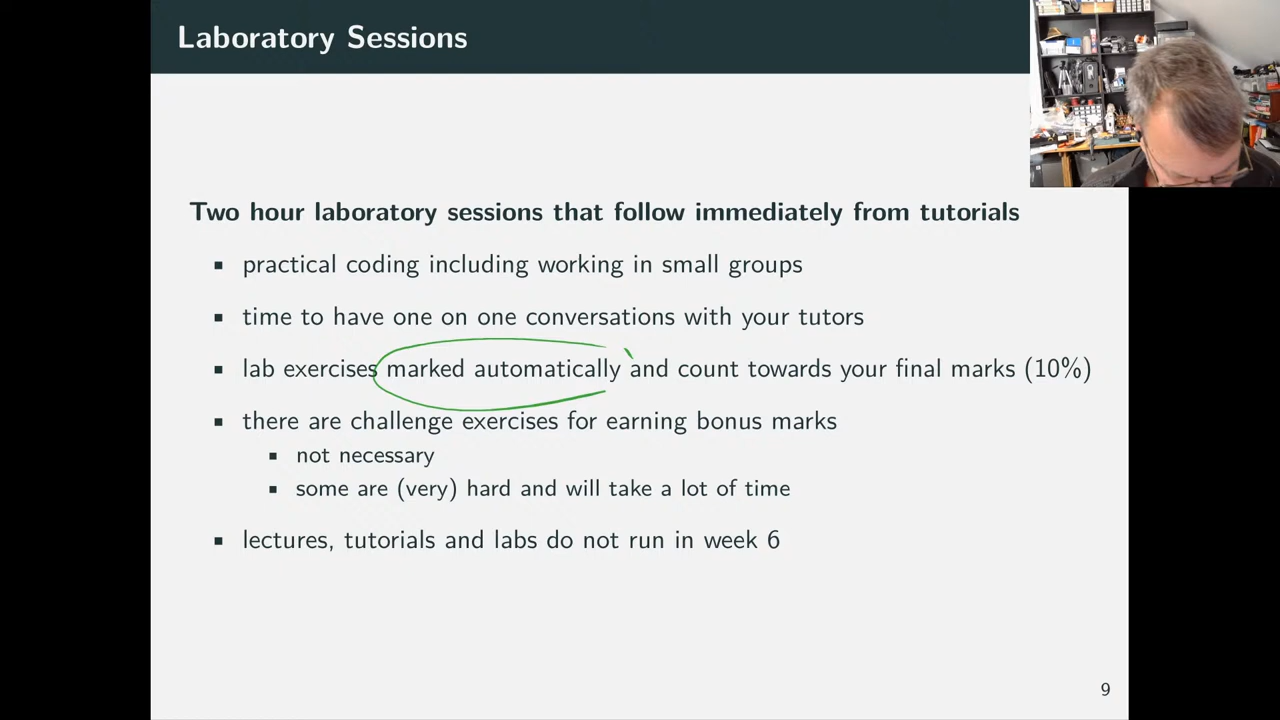 Laboratory Sessions
Two hour laboratory sessions that follow immediately from tutorials
practical coding including working in small groups
time to have one on one conversations with your tutors
lab exercises marked automatically and count towards your final marks (10%)
there are challenge exercises for earning bonus marks
not necessary
some are (very) hard and will take a lot of time
lectures, tutorials and labs do not run in week 6
9